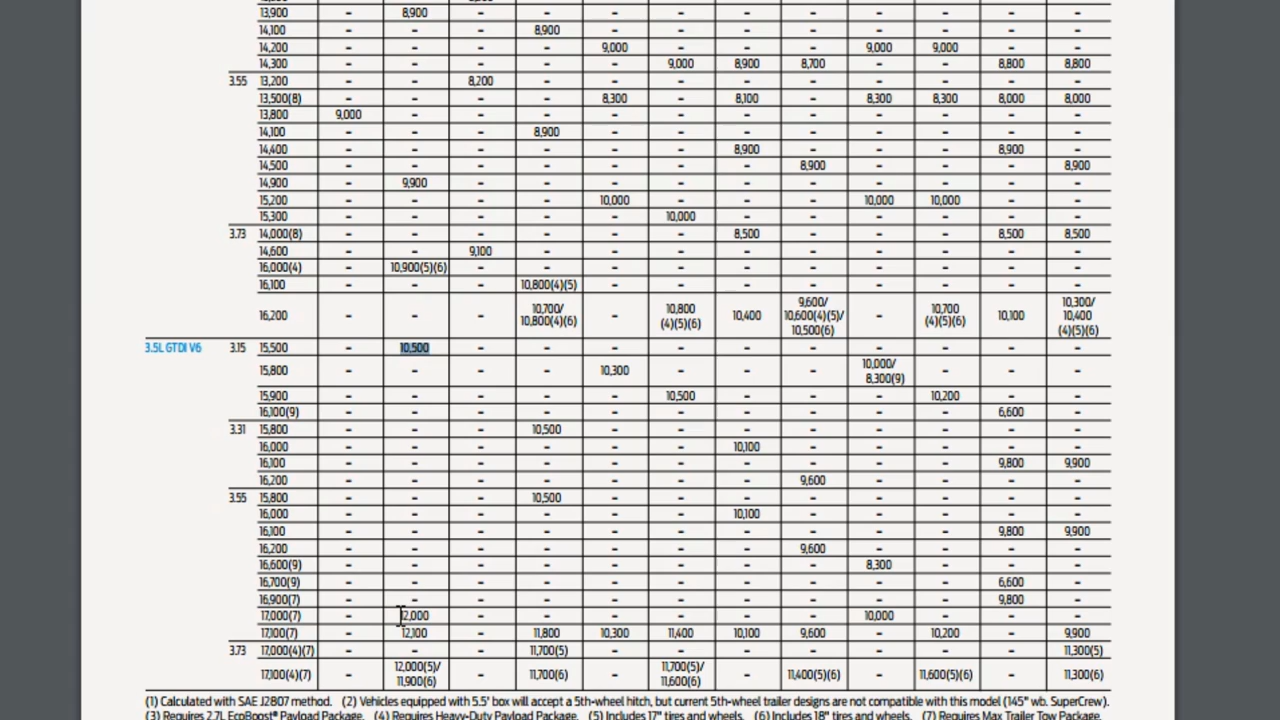 13,900 – 8,900 – – – – – – – – – –
14,100 – – – 8,900 – – – – – – – –
14,200 – – – – 9,000 – – – 9,000 9,000 – –
14,300 – – – – – 9,000 8,900 8,700 – – 8,800 8,800
3.55 13,200 – – 8,200 – – – – – – – – –
13,500(8) – – – – 8,300 – 8,100 – 8,300 8,300 8,000 8,000
13,800 9,000 – – – – – – – – – – –
14,100 – – – 8,900 – – – – – – – –
14,400 – – – – – – 8,900 – – – 8,900 –
14,500 – – – – – – – 8,900 – – – 8,900
14,900 – 9,900 – – – – – – – – – –
15,200 – – – – 10,000 – – – 10,000 10,000 – –
15,300 – – – – – 10,000 – – – – – –
3.73 14,000(8) – – – – – – 8,500 – – – 8,500 8,500
14,600 – – 9,100 – – – – – – – – –
16,000(4) – 10,900(5)(6) – – – – – – – – – –
16,100 – – – 10,800(4)(5) – – – – – – – –
16,200 – – – 10,700/ 10,800(4)(6) – 10,800 (4)(5)(6) 10,400 9,600/ 10,600(4)(5)/ 10,500(6) – 10,700 (4)(5)(6) 10,100 10,300/ 10,400 (4)(5)(6)
3.5L GTDI V6 3.15 15,500 – 10,500 – – – – – – – – – –
15,800 – – – – 10,300 – – – 10,000/ 8,300(9) – – –
15,900 – – – – – 10,500 – – – 10,200 – –
16,100(9) – – – – – – – – – – 6,600 –
3.31 15,800 – – – 10,500 – – – – – – – –
16,000 – – – – – – 10,100 – – – – –
16,100 – – – – – – – – – – 9,800 9,900
16,200 – – – – – – – 9,600 – – – –
3.55 15,800 – – – 10,500 – – – – – – – –
16,000 – – – – – – 10,100 – – – – –
16,100 – – – – – – – – – – 9,800 9,900
16,200 – – – – – – – 9,600 – – – –
16,600(9) – – – – – – – – 8,300 – – –
16,700(9) – – – – – – – – – – 6,600 –
16,900(7) – – – – – – – – – – 9,800 –
17,000(7) – 12,000 – – – – – – 10,000 – – –
17,100(7) – 12,100 – 11,800 10,300 11,400 10,100 9,600 – 10,200 – 9,900
3.73 17,000(4)(7) – – – 11,700(5) – – – – – – – 11,300(5)
17,100(4)(7) – 12,000(5)/ 11,900(6) – 11,700(6) – 11,700(5)/ 11,600(6) – 11,400(5)(6) – 11,600(5)(6) – 11,300(6)
(1) Calculated with SAE J2807 method. (2) Vehicles equipped with 5.5' box will accept a 5th-wheel hitch, but current 5th-wheel trailer designs are not compatible with this model (145" wb. SuperCrew).
(3) Requires 2.7L EcoBoost® Payload Package. (4) Requires Heavy-Duty Payload Package. (5) Includes 17" tires and wheels. (6) Includes 18" tires and wheels. (7) Requires Max Trailer Tow Package.